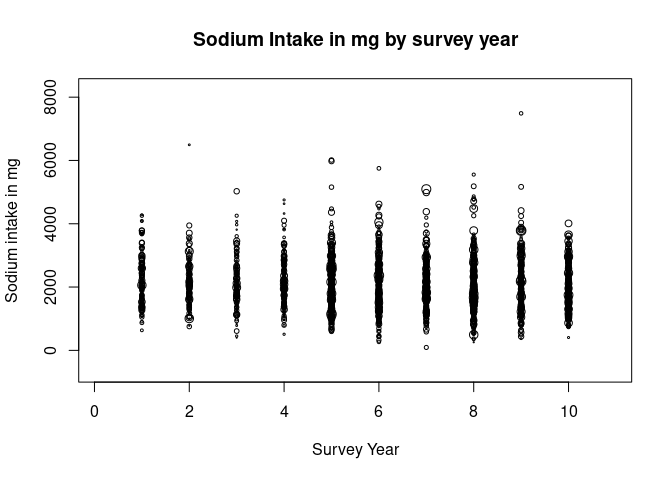 Sodium Intake in mg by survey year
Sodium intake in mg
8000
6000
4000
2000
0
0 2 4 6 8 10
Survey Year